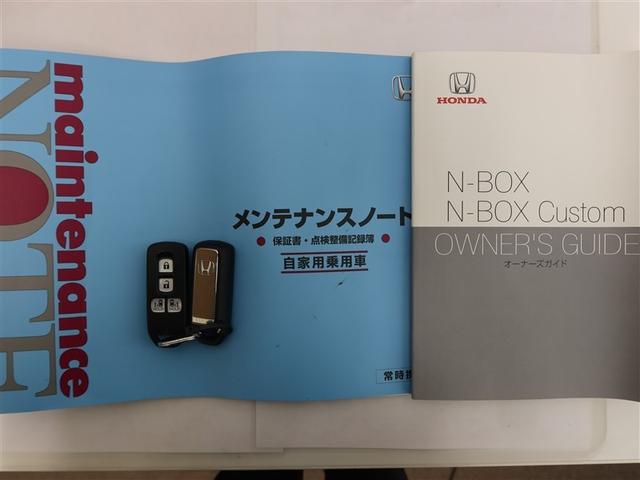 maintenance
NOTE
メンテナンスノート
保証書・点検整備記録簿
自家用乗用車
常時携
HONDA
N-BOX
N-BOX Custom
OWNER'S GUIDE
オーナーズガイド